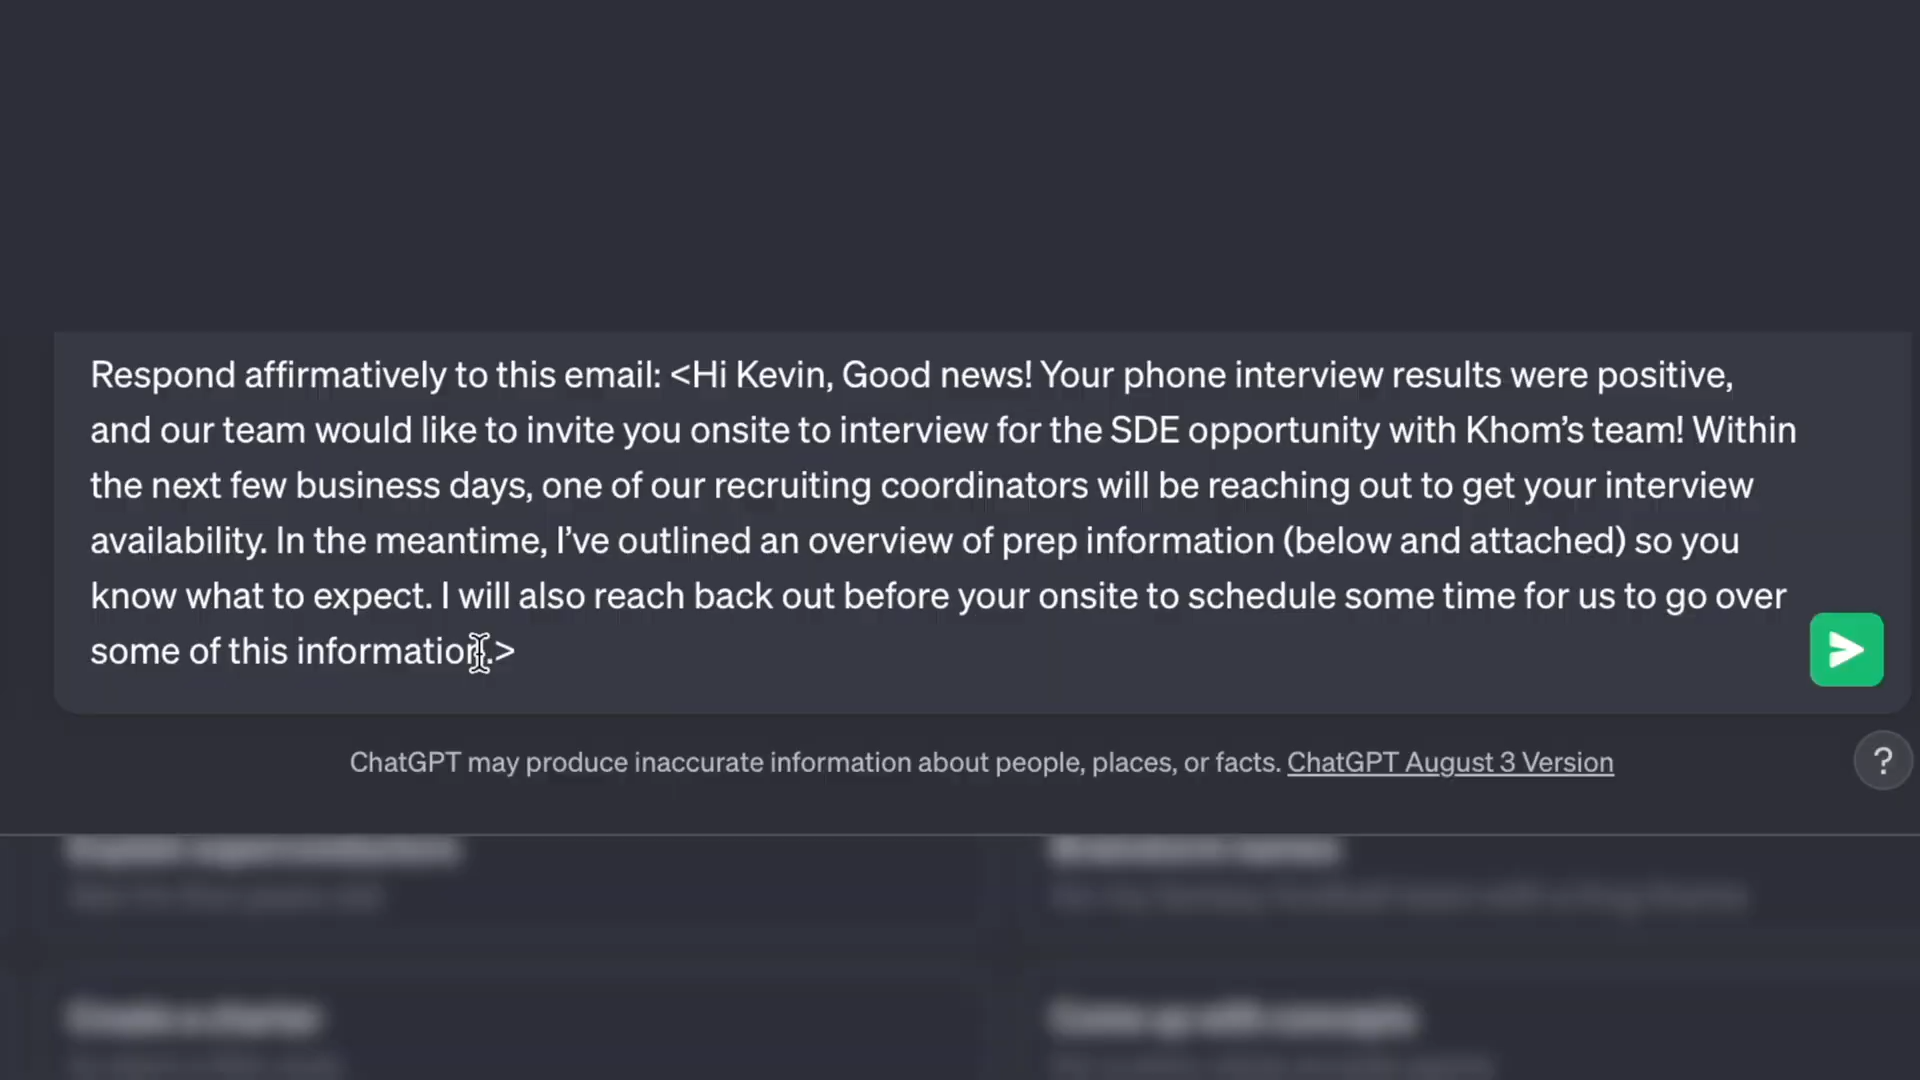 Respond affirmatively to this email: <Hi Kevin, Good news! Your phone interview results were positive,
and our team would like to invite you onsite to interview for the SDE opportunity with Khom’s team! Within
the next few business days, one of our recruiting coordinators will be reaching out to get your interview
availability. In the meantime, I’ve outlined an overview of prep information (below and attached) so you
know what to expect. I will also reach back out before your onsite to schedule some time for us to go over
some of this information.>
ChatGPT may produce inaccurate information about people, places, or facts. ChatGPT August 3 Version
?